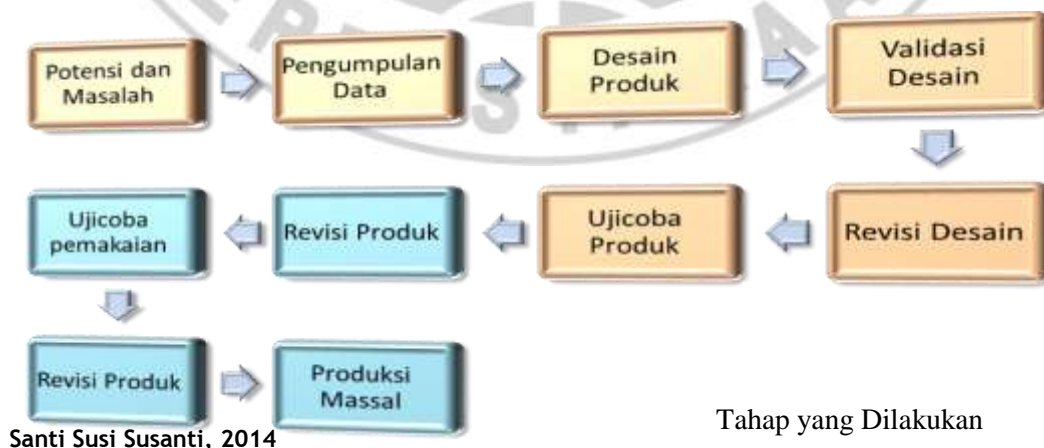 Potensi dan
Masalah
Pengumpulan
Data
Desain
Produk
Validasi
Desain
Revisi Desain
Ujicoba
Produk
Revisi Produk
Ujicoba
pemakaian
Revisi Produk
Produksi
Massal
Tahap yang Dilakukan
Santi Susi Susanti, 2014